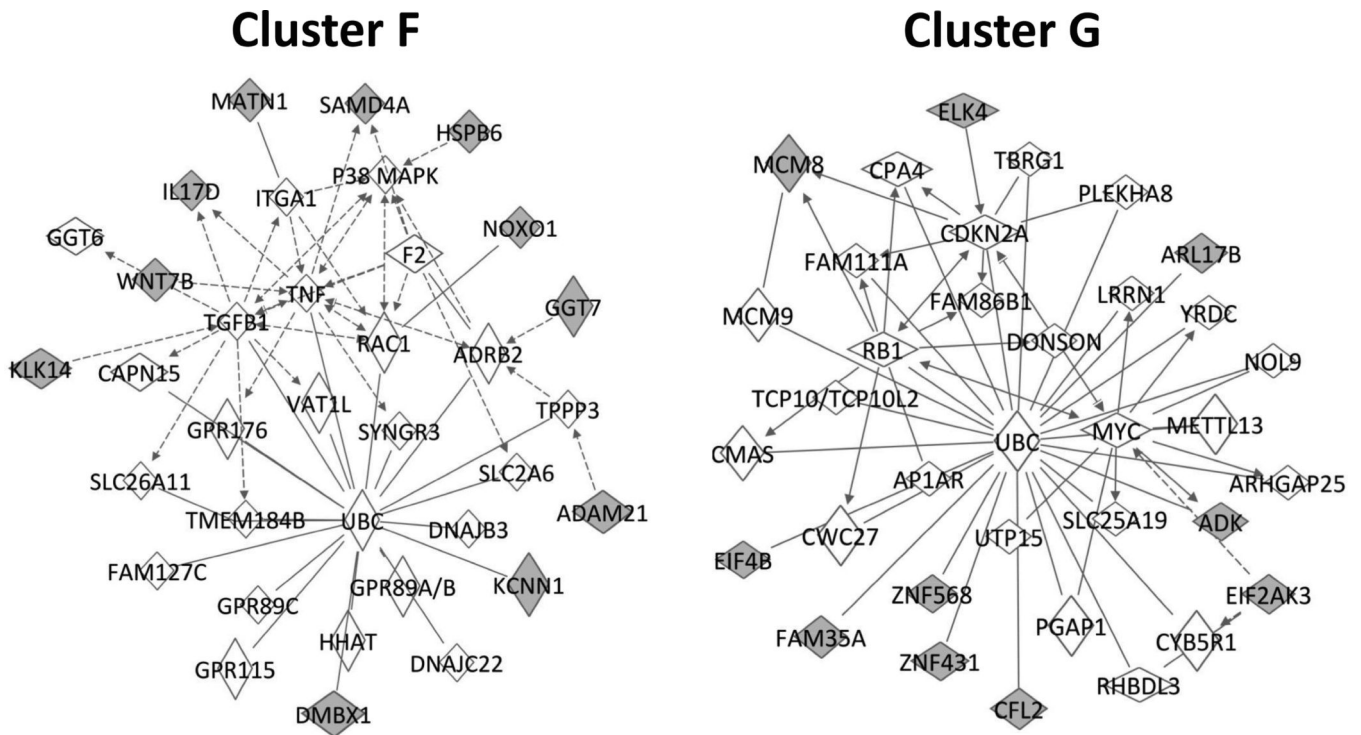 Cluster F
MATN1
SAMD4A
HSPB6
P38 MAPK
IL17D
ITGA1
NOXO1
GGT6
F2
WNT7B
TNF
GGT7
TGFB1
RAC1
ADRB2
KLK14
CAPN15
VAT1L
TPPP3
GPR176
SYNGR3
SLC26A11
SLC2A6
TMEM184B
UBC
DNAJB3
ADAM21
FAM127C
GPR89A/B
KCNN1
GPR89C
HHAT
GPR115
DNAJC22
DMBX1
Cluster G
ELK4
MCM8
CPA4
TBRG1
PLEKHA8
CDKN2A
FAM111A
ARL17B
MCM9
FAM86B1
LRRN1
YRDC
RB1
DONSON
NOL9
TCP10/TCP10L2
UBC
MYC
METTL13
CMAS
AP1AR
ARHGAP25
CWC27
UTP15
SLC25A19
ADK
EIF4B
ZNF568
EIF2AK3
FAM35A
PGAP1
CYB5R1
ZNF431
RHBDL3
CFL2